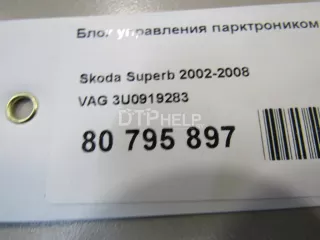 Блок управления парктроником
Skoda Superb 2002-2008
VAG 3U0919283
DTPHELP
80 795 897